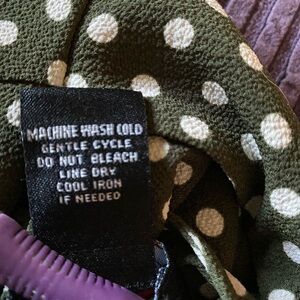 MACHINE WASH COLD
GENTLE CYCLE
DO NOT BLEACH
LINE DRY
COOL IRON
IF NEEDED